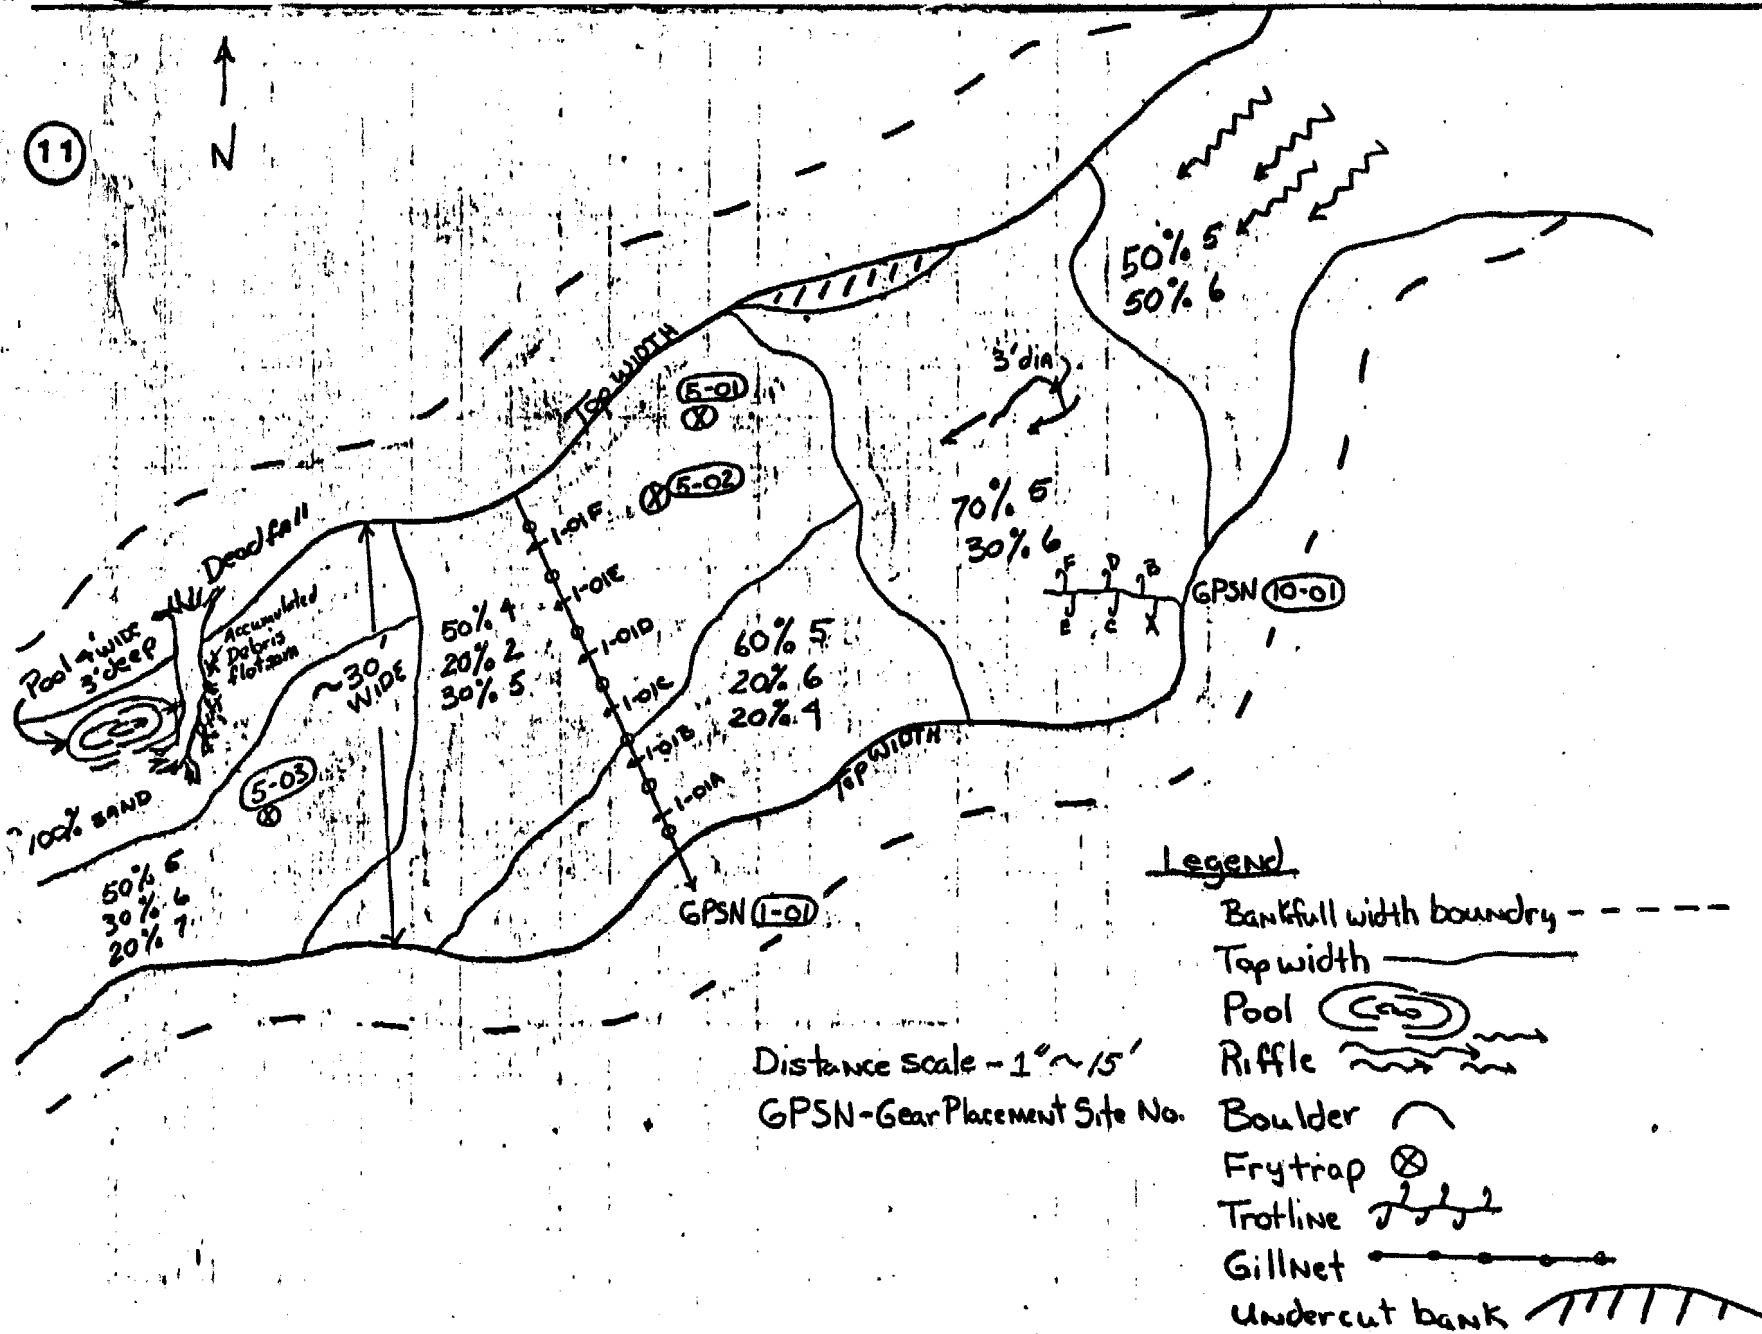 11
N
50% 5
50% 6
TOP WIDTH
3' dia
5-01
5-02
70% 5
30% 6
Deadfall
1-01F
1-01E
1-01D
1-01C
1-01B
1-01A
F D B
E C
GPSN 10-01
Accumulated
Debris
flotsam
Pool 4' WIDE
3' deep
~30'
WIDE
50% 4
20% 2
30% 5
60% 5
20% 6
20% 4
TOP WIDTH
5-03
100% SAND
50% 5
30% 6
20% 7
GPSN 1-01
Legend
Bankfull width boundry
Top width
Pool
Riffle
Boulder
Frytrap
Trotline
GillNet
Undercut bank
Distance scale - 1" ~ 15'
GPSN-Gear Placement Site No.